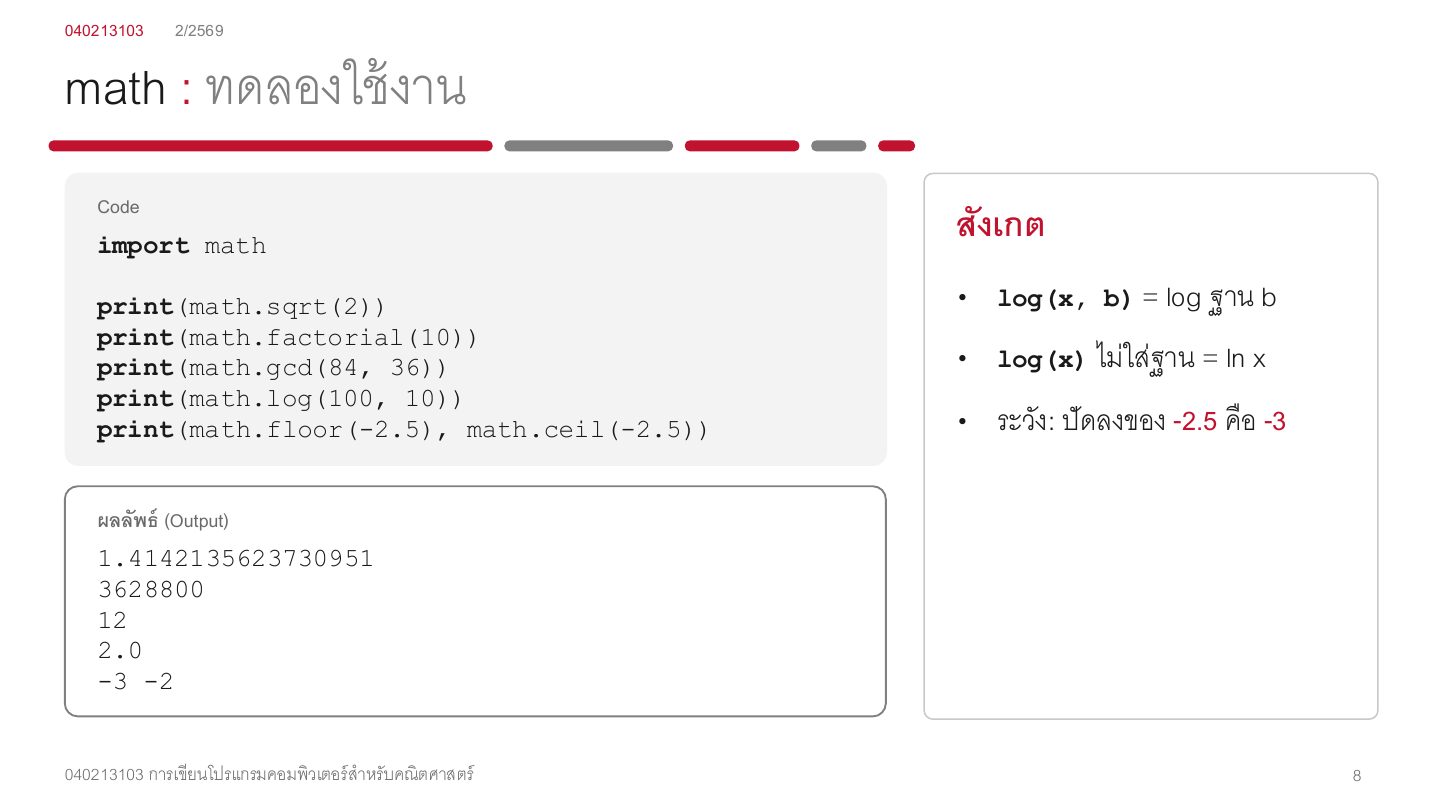 040213103 2/2569
math : ทดลองใช้งาน
Code
import math
print(math.sqrt(2))
print(math.factorial(10))
print(math.gcd(84, 36))
print(math.log(100, 10))
print(math.floor(-2.5), math.ceil(-2.5))
ผลลัพธ์ (Output)
1.4142135623730951
3628800
12
2.0
-3 -2
สังเกต
• log(x, b) = log ฐาน b
• log(x) ไม่ใส่ฐาน = ln x
• ระวัง: ปัดลงของ -2.5 คือ -3
040213103 การเขียนโปรแกรมคอมพิวเตอร์สำหรับคณิตศาสตร์
8